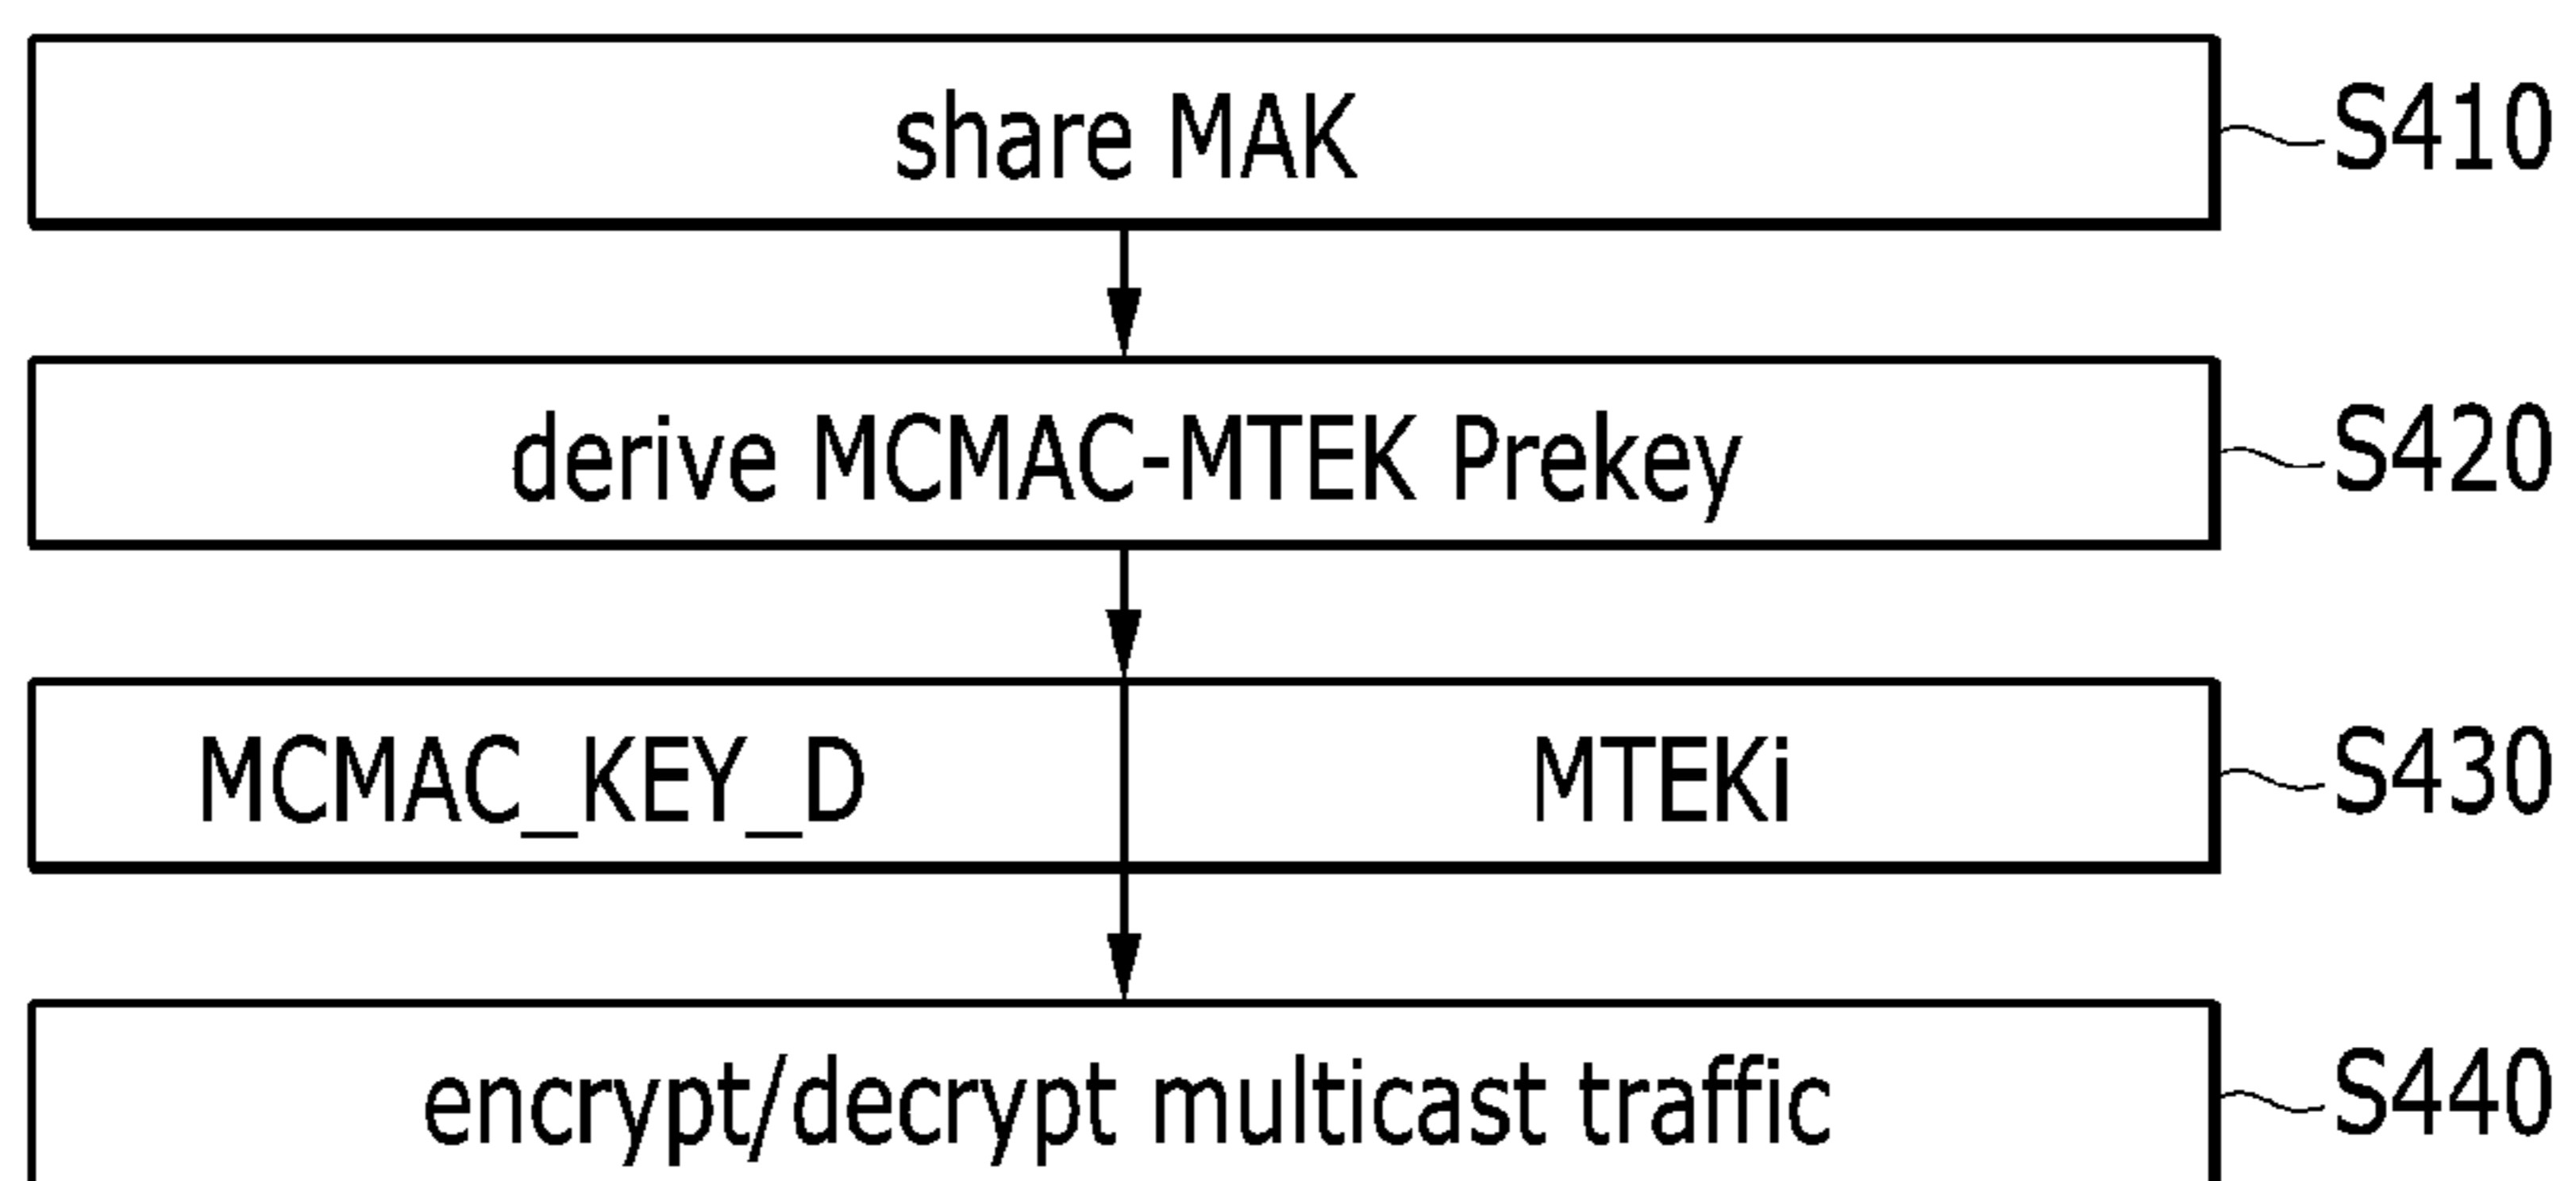 share MAK S410
derive MCMAC-MTEK Prekey S420
MCMAC_KEY_D MTEKi S430
encrypt/decrypt multicast traffic S440